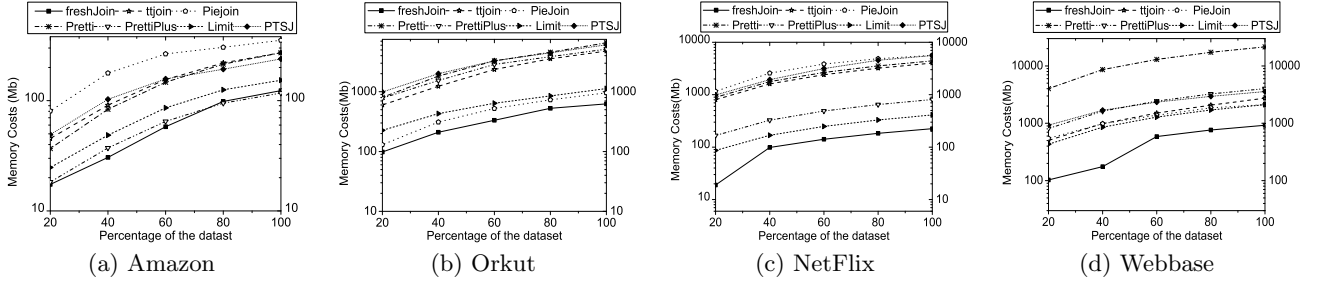 freshJoin ttjoin PieJoin
Pretti PrettiPlus Limit PTSJ
Memory Costs (Mb)
100
10
100
10
20 40 60 80 100
Percentage of the dataset
(a) Amazon
freshJoin ttjoin PieJoin
Pretti PrettiPlus Limit PTSJ
Memory Costs(Mb)
1000
100
10
1000
100
10
20 40 60 80 100
Percentage of the dataset
(b) Orkut
freshJoin ttjoin PieJoin
Pretti PrettiPlus Limit PTSJ
Memory Costs(Mb)
10000
1000
100
10
10000
1000
100
10
20 40 60 80 100
Percentage of the dataset
(c) NetFlix
freshJoin ttjoin PieJoin
Pretti PrettiPlus Limit PTSJ
Memory Costs(Mb)
10000
1000
100
10000
1000
100
20 40 60 80 100
Percentage of the dataset
(d) Webbase